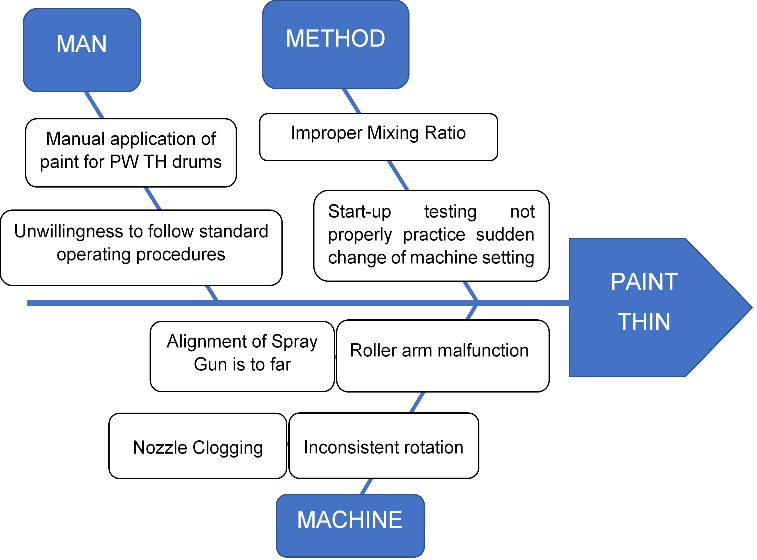 MAN
METHOD
Manual application of
paint for PW TH drums
Improper Mixing Ratio
Unwillingness to follow standard
operating procedures
Start-up testing not
properly practice sudden
change of machine setting
PAINT
THIN
Alignment of Spray
Gun is to far
Roller arm malfunction
Nozzle Clogging
Inconsistent rotation
MACHINE